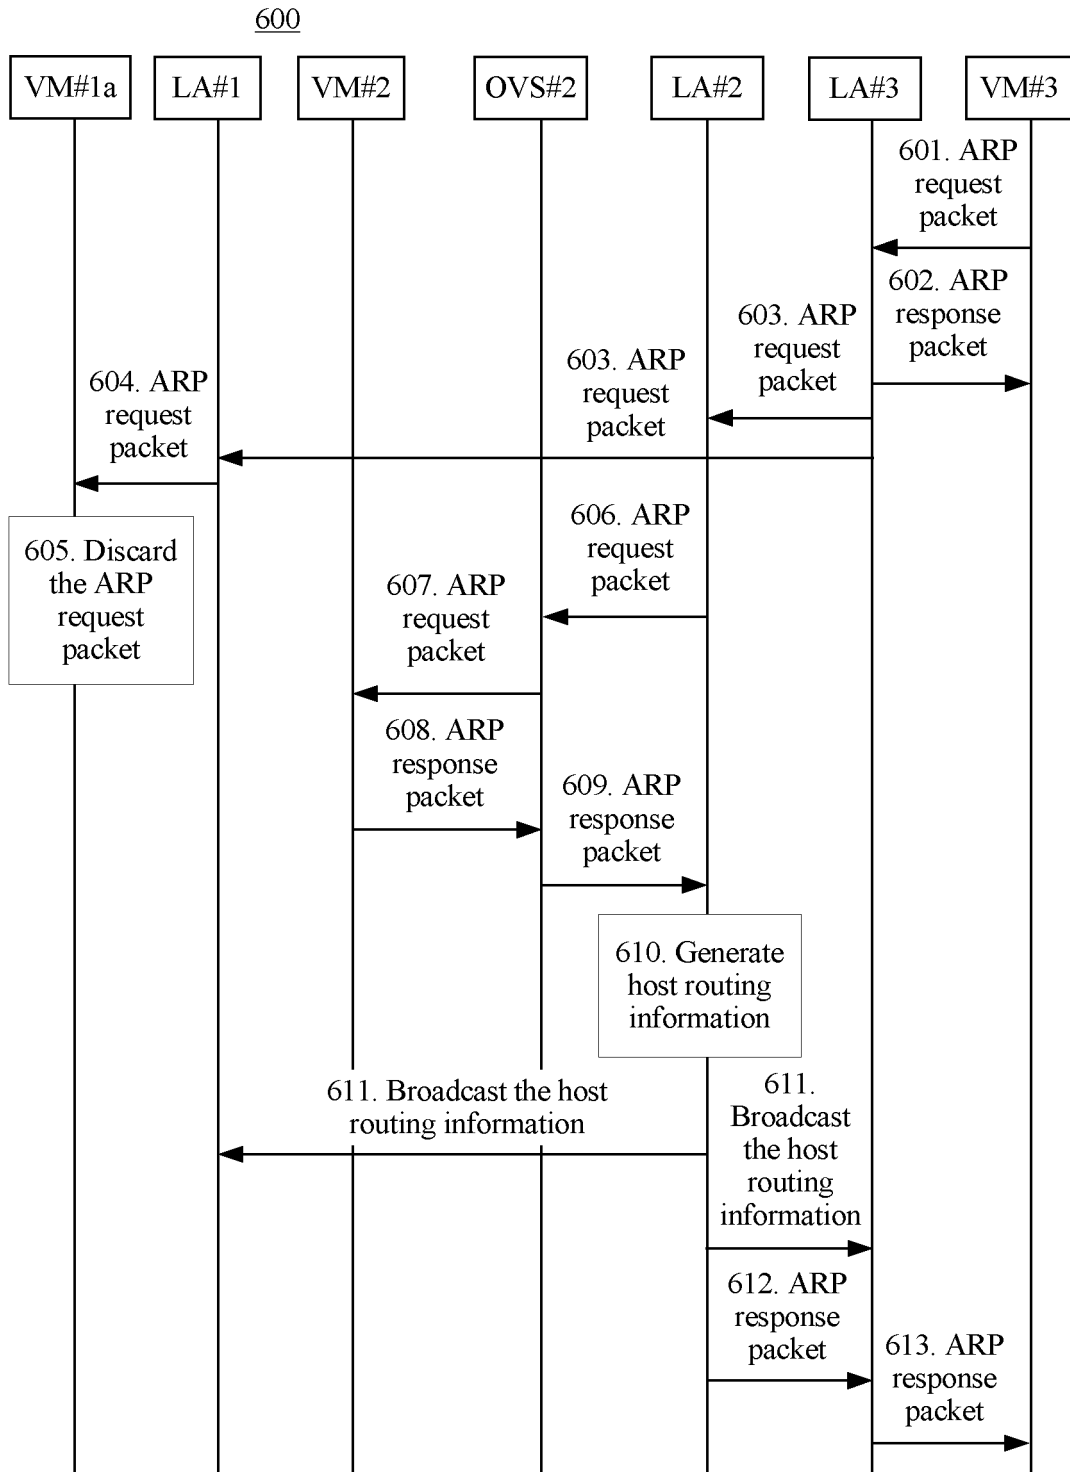 600
VM#1a
LA#1
VM#2
OVS#2
LA#2
LA#3
VM#3
601. ARP
request
packet
602. ARP
response
packet
603. ARP
request
packet
603. ARP
request
packet
604. ARP
request
packet
605. Discard
the ARP
request
packet
606. ARP
request
packet
607. ARP
request
packet
608. ARP
response
packet
609. ARP
response
packet
610. Generate
host routing
information
611. Broadcast the host
routing information
611.
Broadcast
the host
routing
information
612. ARP
response
packet
613. ARP
response
packet